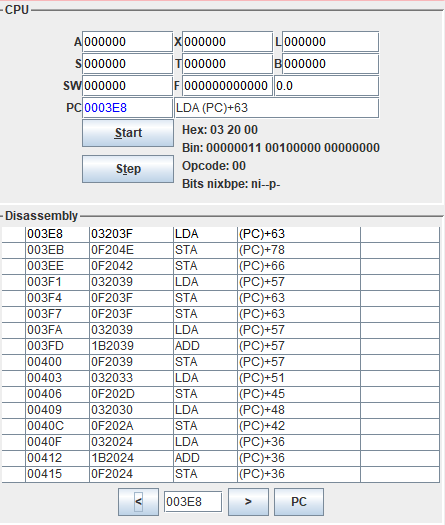 CPU
A 000000 X 000000 L 000000
S 000000 T 000000 B 000000
SW 000000 F 000000000000 0.0
PC 0003E8 LDA (PC)+63
Start Hex: 03 20 00
Bin: 00000011 00100000 00000000
Step Opcode: 00
Bits nixbpe: ni--p-
Disassembly
003E8 03203F LDA (PC)+63
003EB 0F204E STA (PC)+78
003EE 0F2042 STA (PC)+66
003F1 032039 LDA (PC)+57
003F4 0F203F STA (PC)+63
003F7 0F203F STA (PC)+63
003FA 032039 LDA (PC)+57
003FD 1B2039 ADD (PC)+57
00400 0F2039 STA (PC)+57
00403 032033 LDA (PC)+51
00406 0F202D STA (PC)+45
00409 032030 LDA (PC)+48
0040C 0F202A STA (PC)+42
0040F 032024 LDA (PC)+36
00412 1B2024 ADD (PC)+36
00415 0F2024 STA (PC)+36
< 003E8 > PC